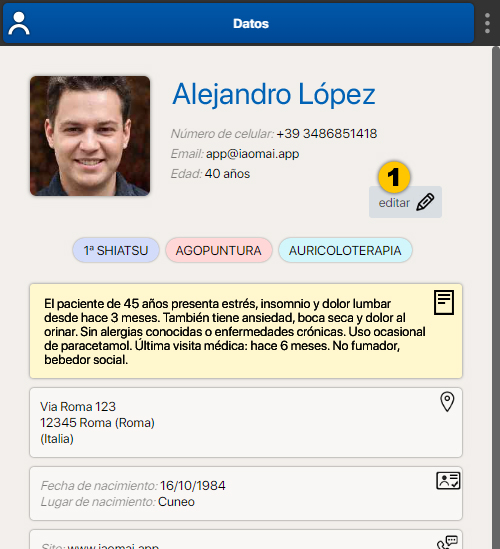 Datos
Alejandro López
Número de celular: +39 3486851418
Email: app@iaomai.app
Edad: 40 años
1
editar
1ª SHIATSU AGOPUNTURA AURICOLOTERAPIA
El paciente de 45 años presenta estrés, insomnio y dolor lumbar
desde hace 3 meses. También tiene ansiedad, boca seca y dolor al
orinar. Sin alergias conocidas o enfermedades crónicas. Uso ocasional
de paracetamol. Última visita médica: hace 6 meses. No fumador,
bebedor social.
Via Roma 123
12345 Roma (Roma)
(Italia)
Fecha de nacimiento: 16/10/1984
Lugar de nacimiento: Cuneo
Sito: www.iaomai.app